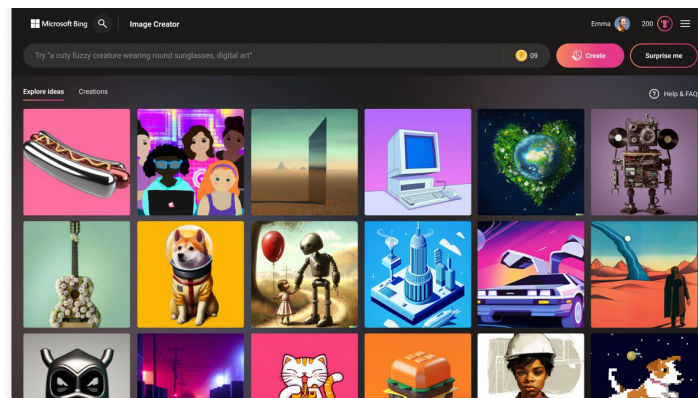 Microsoft Bing
Image Creator
Emma
200
Try "a cuty fuzzy creature wearing round sunglasses, digital art"
09
Create
Surprise me
Explore ideas
Creations
Help & FAQ